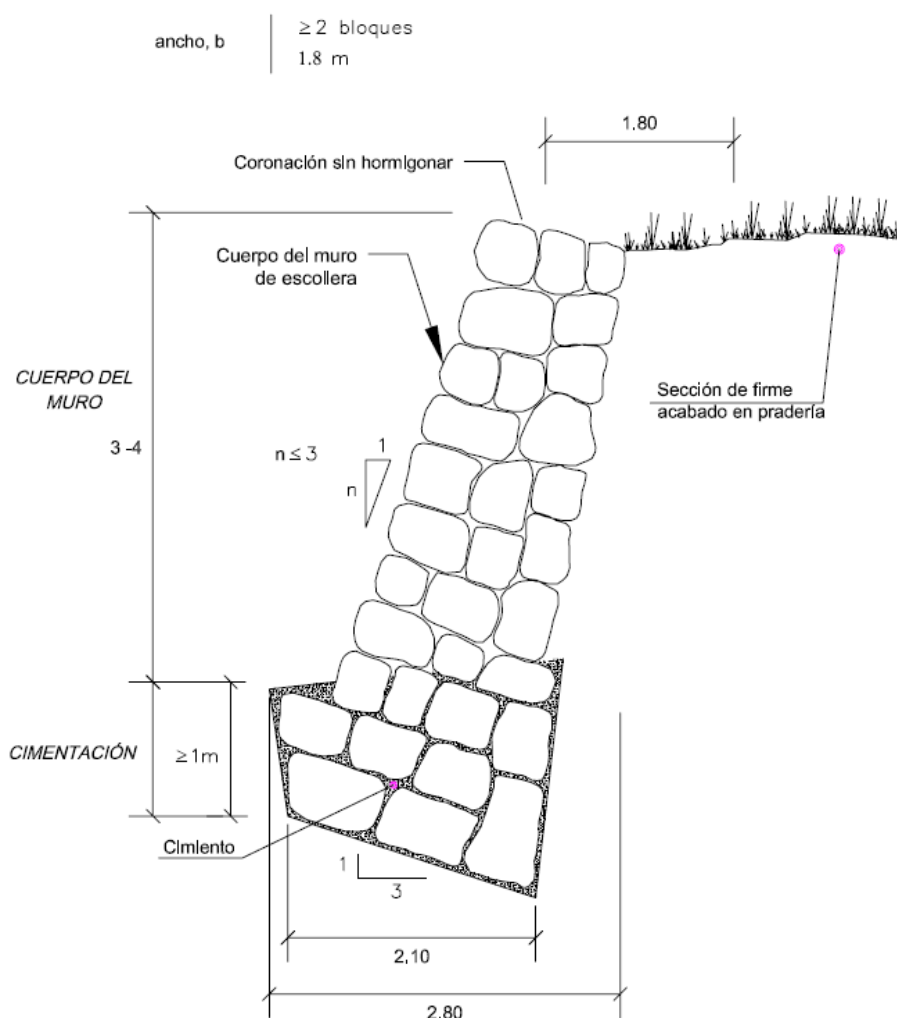 ancho, b
≥ 2 bloques
1.8 m
1,80
Coronación sin hormigonar
Cuerpo del muro
de escollera
CUERPO DEL
MURO
3-4
n ≤ 3
1
n
Sección de firme
acabado en pradería
CIMENTACIÓN
≥ 1m
Cimiento
1
3
2,10
2,80